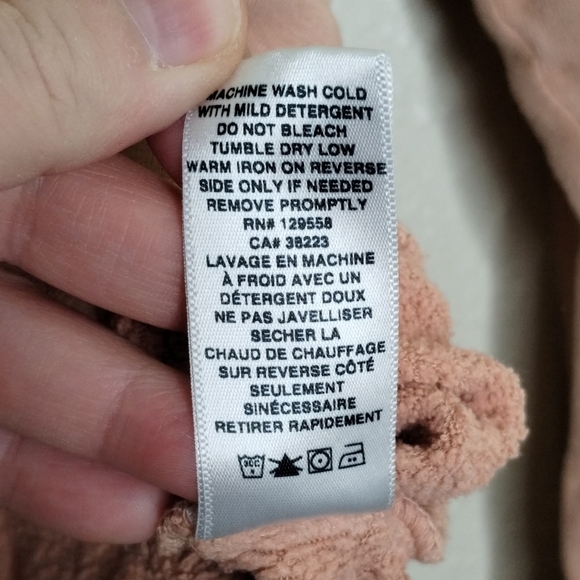 MACHINE WASH COLD
WITH MILD DETERGENT
DO NOT BLEACH
TUMBLE DRY LOW
WARM IRON ON REVERSE
SIDE ONLY IF NEEDED
REMOVE PROMPTLY
RN# 129558
CA# 38223
LAVAGE EN MACHINE
À FROID AVEC UN
DÉTERGENT DOUX
NE PAS JAVELLISER
SECHER LA
CHAUD DE CHAUFFAGE
SUR REVERSE CÔTÉ
SEULEMENT
SINÉCESSAIRE
RETIRER RAPIDEMENT